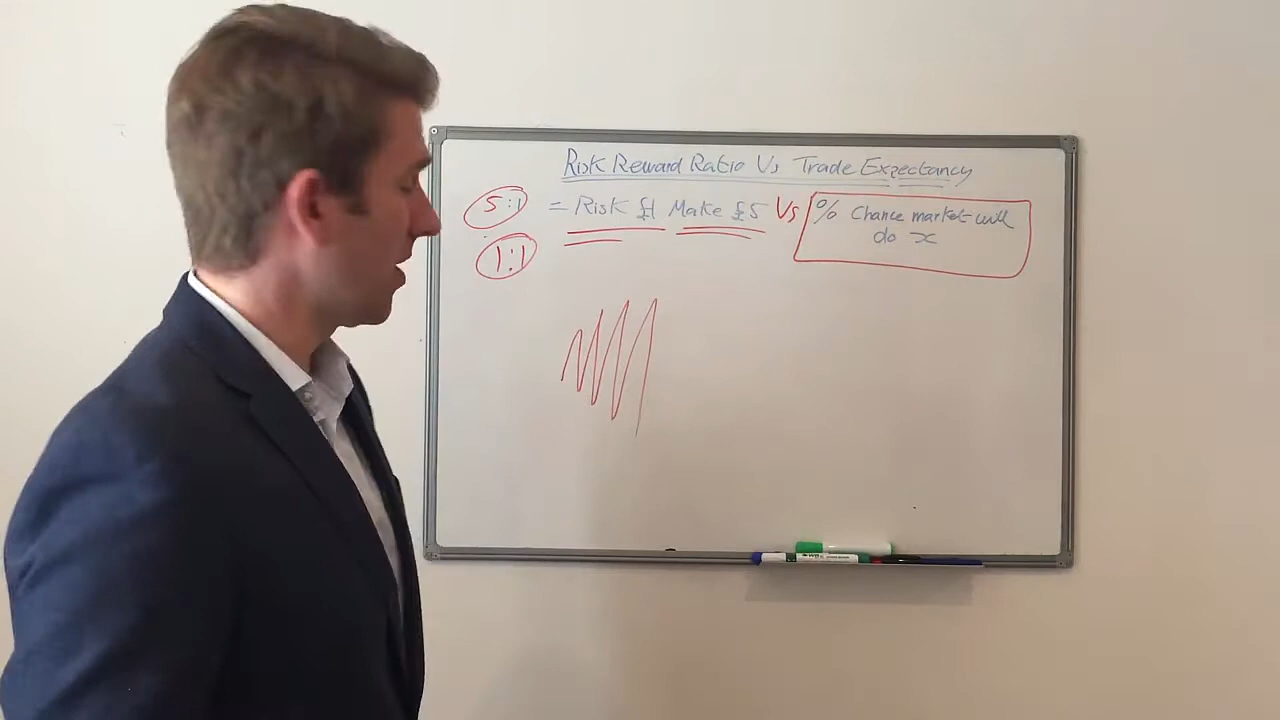 Risk Reward Ratio Vs Trade Expectancy
5:1 = Risk £1 Make £5 Vs % Chance market will
do x
1:1